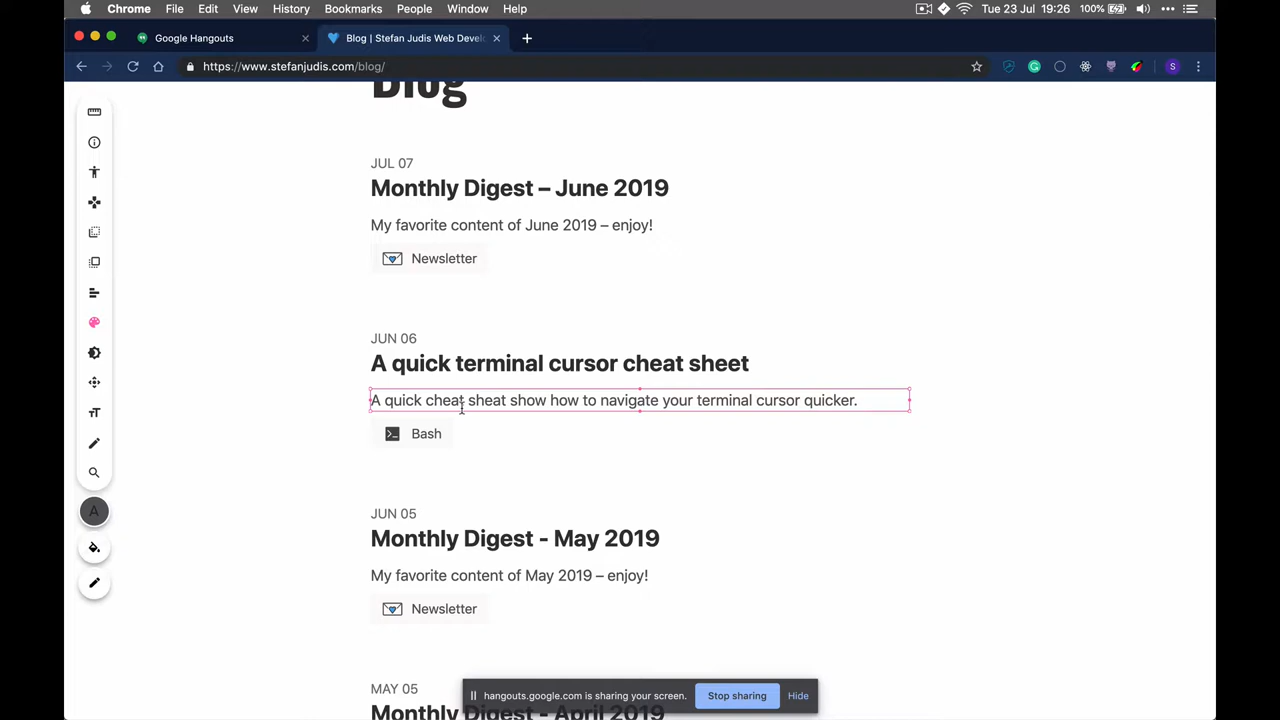 Chrome File Edit View History Bookmarks People Window Help Tue 23 Jul 19:26 100%
Google Hangouts Blog | Stefan Judis Web Devel
https://www.stefanjudis.com/blog/ S
Blog
JUL 07
Monthly Digest – June 2019
My favorite content of June 2019 – enjoy!
Newsletter
JUN 06
A quick terminal cursor cheat sheet
A quick cheat sheat show how to navigate your terminal cursor quicker.
Bash
JUN 05
Monthly Digest - May 2019
My favorite content of May 2019 – enjoy!
Newsletter
MAY 05
Monthly Digest - April 2019
A
hangouts.google.com is sharing your screen. Stop sharing Hide